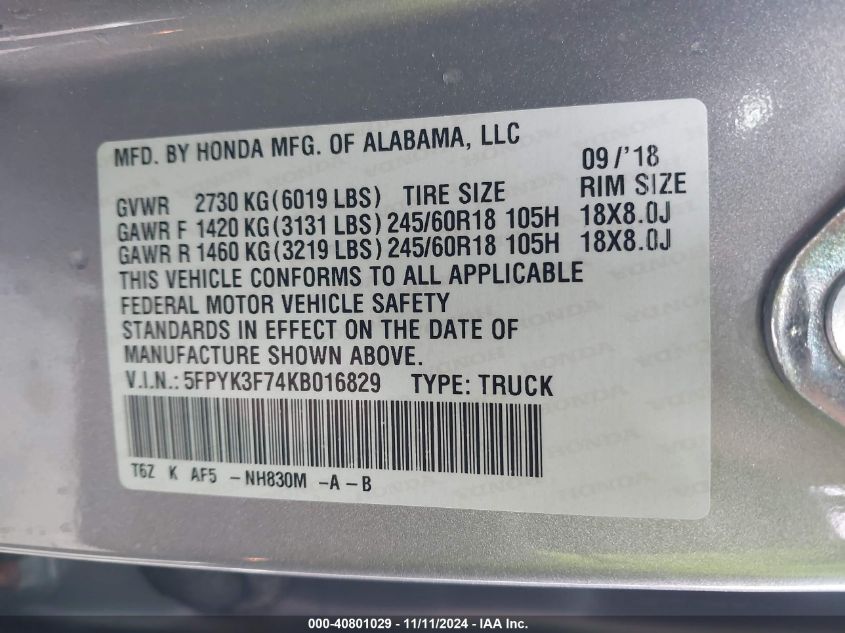 MFD. BY HONDA MFG. OF ALABAMA, LLC 09/'18
GVWR 2730 KG(6019 LBS) TIRE SIZE RIM SIZE
GAWR F 1420 KG(3131 LBS) 245/60R18 105H 18X8.0J
GAWR R 1460 KG(3219 LBS) 245/60R18 105H 18X8.0J
THIS VEHICLE CONFORMS TO ALL APPLICABLE
FEDERAL MOTOR VEHICLE SAFETY
STANDARDS IN EFFECT ON THE DATE OF
MANUFACTURE SHOWN ABOVE.
V.I.N.: 5FPYK3F74KB016829 TYPE: TRUCK
T6Z K AF5 -NH830M -A-B
000-40801029 - 11/11/2024 - IAA Inc.